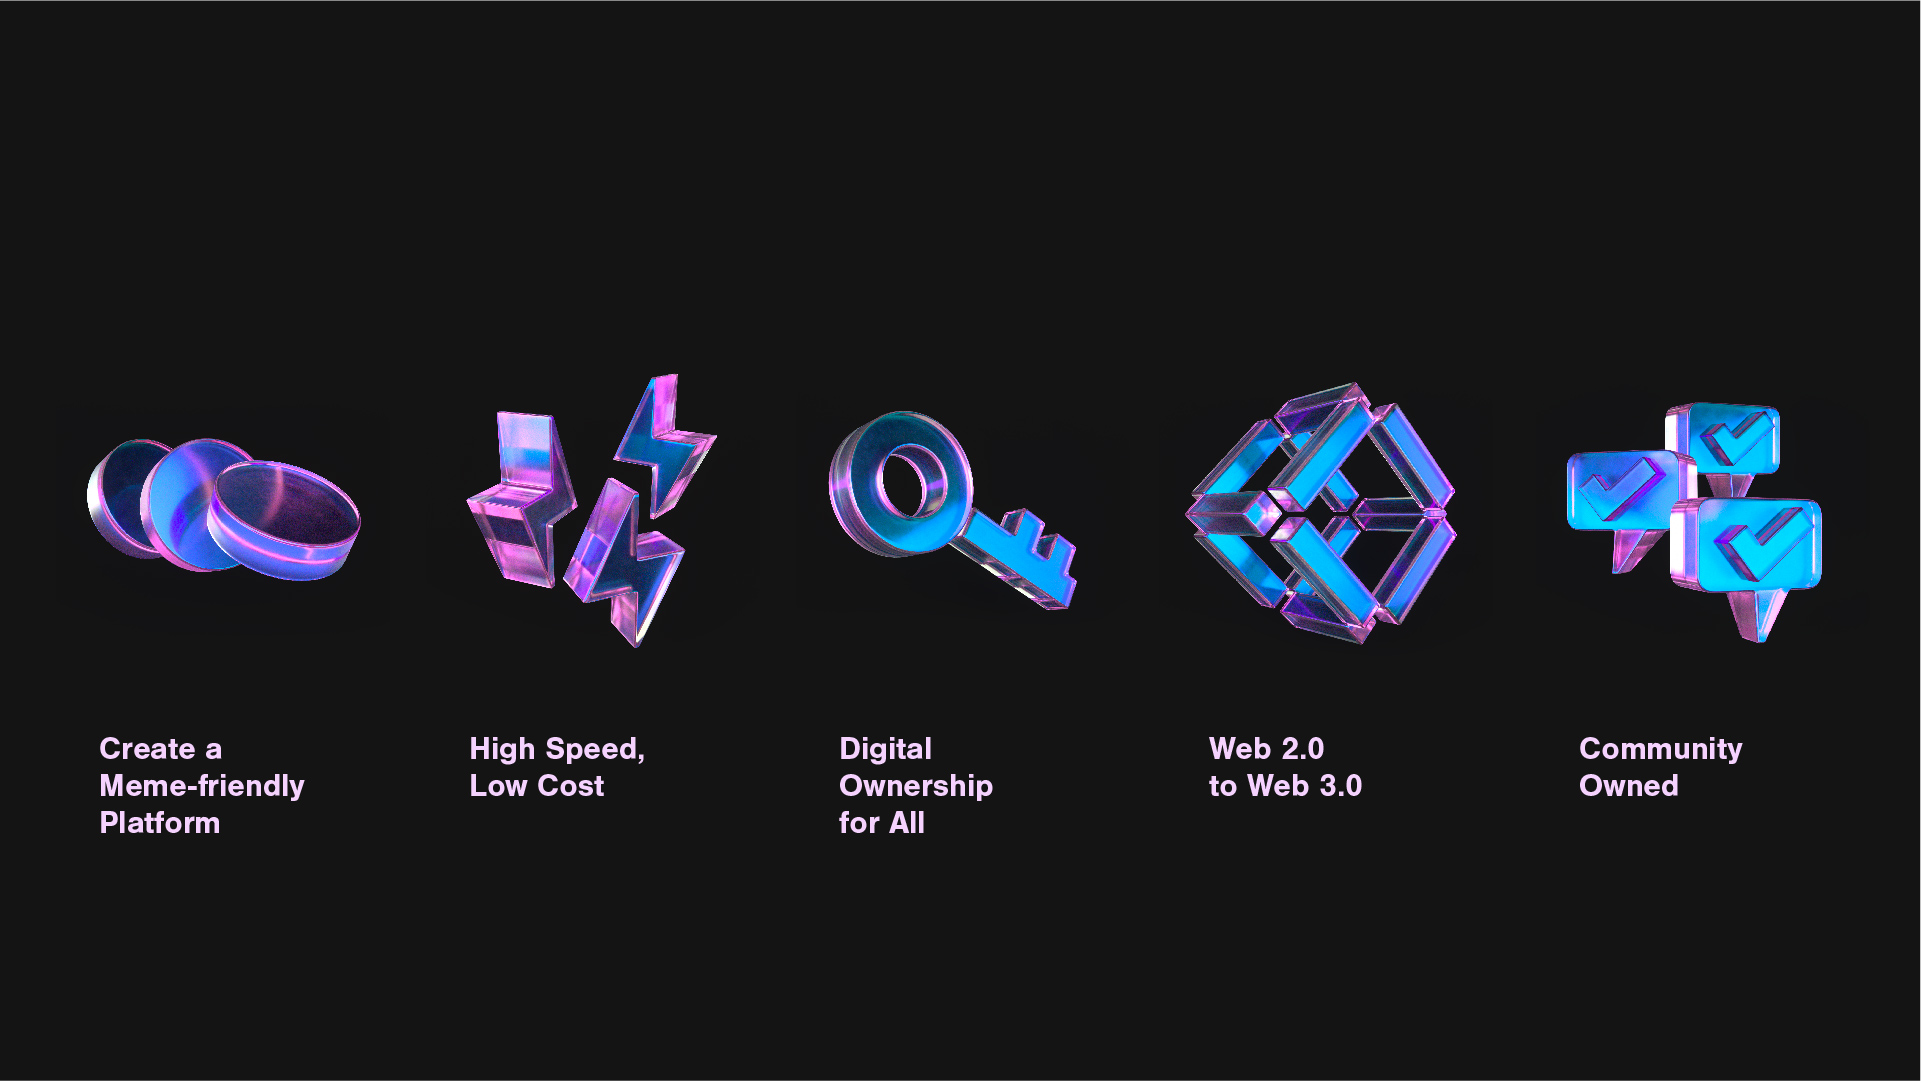 Create a
Meme-friendly
Platform
High Speed,
Low Cost
Digital
Ownership
for All
Web 2.0
to Web 3.0
Community
Owned